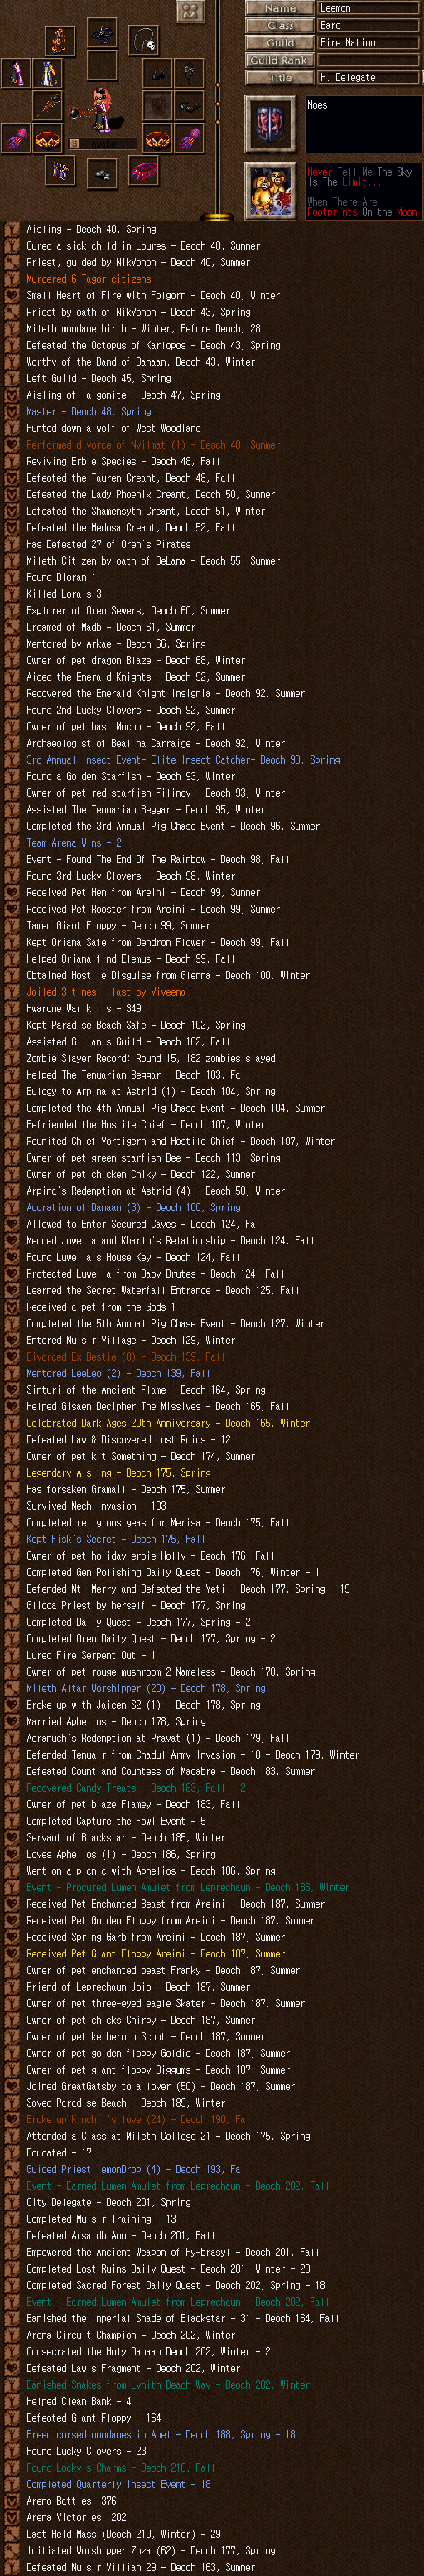 Name Leemon
Class Bard
Guild Fire Nation
Guild Rank
Title H. Delegate
Noes
Never Tell Me The Sky
Is The Limit...
When There Are
Footprints On the Moon
Awake
Aisling - Deoch 40, Spring
Cured a sick child in Loures - Deoch 40, Summer
Priest, guided by NikVohon - Deoch 40, Summer
Murdered 6 Tagor citizens
Small Heart of Fire with Folgorn - Deoch 40, Winter
Priest by oath of NikVohon - Deoch 43, Spring
Mileth mundane birth - Winter, Before Deoch, 28
Defeated the Octopus of Karlopos - Deoch 43, Spring
Worthy of the Band of Danaan, Deoch 43, Winter
Left Guild - Deoch 45, Spring
Aisling of Talgonite - Deoch 47, Spring
Master - Deoch 48, Spring
Hunted down a wolf of West Woodland
Performed divorce of Nyilmat (1) - Deoch 48, Summer
Reviving Erbie Species - Deoch 48, Fall
Defeated the Tauren Creant, Deoch 48, Fall
Defeated the Lady Phoenix Creant, Deoch 50, Summer
Defeated the Shamensyth Creant, Deoch 51, Winter
Defeated the Medusa Creant, Deoch 52, Fall
Has Defeated 27 of Oren's Pirates
Mileth Citizen by oath of DeLana - Deoch 55, Summer
Found Dioram 1
Killed Lorais 3
Explorer of Oren Sewers, Deoch 60, Summer
Dreamed of Madb - Deoch 61, Summer
Mentored by Arkae - Deoch 66, Spring
Owner of pet dragon Blaze - Deoch 68, Winter
Aided the Emerald Knights - Deoch 92, Summer
Recovered the Emerald Knight Insignia - Deoch 92, Summer
Found 2nd Lucky Clovers - Deoch 92, Summer
Owner of pet bast Mocho - Deoch 92, Fall
Archaeologist of Beal na Carraige - Deoch 92, Winter
3rd Annual Insect Event- Elite Insect Catcher- Deoch 93, Spring
Found a Golden Starfish - Deoch 93, Winter
Owner of pet red starfish Filinov - Deoch 93, Winter
Assisted The Temuarian Beggar - Deoch 95, Winter
Completed the 3rd Annual Pig Chase Event - Deoch 96, Summer
Team Arena Wins - 2
Event - Found The End Of The Rainbow - Deoch 98, Fall
Found 3rd Lucky Clovers - Deoch 98, Winter
Received Pet Hen from Areini - Deoch 99, Summer
Received Pet Rooster from Areini - Deoch 99, Summer
Tamed Giant Floppy - Deoch 99, Summer
Kept Oriana Safe from Dendron Flower - Deoch 99, Fall
Helped Oriana find Elemus - Deoch 99, Fall
Obtained Hostile Disguise from Glenna - Deoch 100, Winter
Jailed 3 times - last by Viveena
Hwarone War kills - 349
Kept Paradise Beach Safe - Deoch 102, Spring
Assisted Gillam's Guild - Deoch 102, Fall
Zombie Slayer Record: Round 15, 182 zombies slayed
Helped The Temuarian Beggar - Deoch 103, Fall
Eulogy to Arpina at Astrid (1) - Deoch 104, Spring
Completed the 4th Annual Pig Chase Event - Deoch 104, Summer
Befriended the Hostile Chief - Deoch 107, Winter
Reunited Chief Vortigern and Hostile Chief - Deoch 107, Winter
Owner of pet green starfish Bee - Deoch 113, Spring
Owner of pet chicken Chiky - Deoch 122, Summer
Arpina's Redemption at Astrid (4) - Deoch 50, Winter
Adoration of Danaan (3) - Deoch 100, Spring
Allowed to Enter Secured Caves - Deoch 124, Fall
Mended Jowella and Kharlo's Relationship - Deoch 124, Fall
Found Luvella's House Key - Deoch 124, Fall
Protected Luvella from Baby Brutes - Deoch 124, Fall
Learned the Secret Waterfall Entrance - Deoch 125, Fall
Received a pet from the Gods 1
Completed the 5th Annual Pig Chase Event - Deoch 127, Winter
Entered Muisir Village - Deoch 129, Winter
Divorced Ex Bestie (8) - Deoch 139, Fall
Mentored LeeLeo (2) - Deoch 139, Fall
Sinturi of the Ancient Flame - Deoch 164, Spring
Helped Gisaem Decipher The Missives - Deoch 165, Fall
Celebrated Dark Ages 20th Anniversary - Deoch 165, Winter
Defeated Law & Discovered Lost Ruins - 12
Owner of pet kit Something - Deoch 174, Summer
Legendary Aisling - Deoch 175, Spring
Has forsaken Gramail - Deoch 175, Summer
Survived Mech Invasion - 193
Completed religious geas for Merisa - Deoch 175, Fall
Kept Fisk's Secret - Deoch 175, Fall
Owner of pet holiday erbie Holly - Deoch 176, Fall
Completed Gem Polishing Daily Quest - Deoch 176, Winter - 1
Defended Mt. Merry and Defeated the Yeti - Deoch 177, Spring - 19
Glioca Priest by herself - Deoch 177, Spring
Completed Daily Quest - Deoch 177, Spring - 2
Completed Oren Daily Quest - Deoch 177, Spring - 2
Lured Fire Serpent Out - 1
Owner of pet rouge mushroom 2 Nameless - Deoch 178, Spring
Mileth Altar Worshipper (20) - Deoch 178, Spring
Broke up with Jaicen S2 (1) - Deoch 178, Spring
Married Aphelios - Deoch 178, Spring
Adranuch's Redemption at Pravat (1) - Deoch 179, Fall
Defended Temuair from Chadul Army Invasion - 10 - Deoch 179, Winter
Defeated Count and Countess of Macabre - Deoch 183, Summer
Recovered Candy Treats - Deoch 183, Fall - 2
Owner of pet blaze Flamey - Deoch 183, Fall
Completed Capture the Fowl Event - 5
Servant of Blackstar - Deoch 185, Winter
Loves Aphelios (1) - Deoch 186, Spring
Went on a picnic with Aphelios - Deoch 186, Spring
Event - Procured Lumen Amulet from Leprechaun - Deoch 186, Winter
Received Pet Enchanted Beast from Areini - Deoch 187, Summer
Received Pet Golden Floppy from Areini - Deoch 187, Summer
Received Spring Garb from Areini - Deoch 187, Summer
Received Pet Giant Floppy Areini - Deoch 187, Summer
Owner of pet enchanted beast Franky - Deoch 187, Summer
Friend of Leprechaun Jojo - Deoch 187, Summer
Owner of pet three-eyed eagle Skater - Deoch 187, Summer
Owner of pet chicks Chirpy - Deoch 187, Summer
Owner of pet kelberoth Scout - Deoch 187, Summer
Owner of pet golden floppy Goldie - Deoch 187, Summer
Owner of pet giant floppy Biggums - Deoch 187, Summer
Joined GreatGatsby to a lover (50) - Deoch 187, Summer
Saved Paradise Beach - Deoch 189, Winter
Broke up Kimchii's love (24) - Deoch 190, Fall
Attended a Class at Mileth College 21 - Deoch 175, Spring
Educated - 17
Guided Priest lemonDrop (4) - Deoch 193, Fall
Event - Earned Lumen Amulet from Leprechaun - Deoch 202, Fall
City Delegate - Deoch 201, Spring
Completed Muisir Training - 13
Defeated Arsaidh Aon - Deoch 201, Fall
Empowered the Ancient Weapon of Hy-brasyl - Deoch 201, Fall
Completed Lost Ruins Daily Quest - Deoch 201, Winter - 20
Completed Sacred Forest Daily Quest - Deoch 202, Spring - 18
Event - Earned Lumen Amulet from Leprechaun - Deoch 202, Fall
Banished the Imperial Shade of Blackstar - 31 - Deoch 164, Fall
Arena Circuit Champion - Deoch 202, Winter
Consecrated the Holy Danaan Deoch 202, Winter - 2
Defeated Law's Fragment - Deoch 202, Winter
Banished Snakes from Lynith Beach Way - Deoch 202, Winter
Helped Clean Bank - 4
Defeated Giant Floppy - 164
Freed cursed mundanes in Abel - Deoch 188, Spring - 18
Found Lucky Clovers - 23
Found Locky's Charms - Deoch 210, Fall
Completed Quarterly Insect Event - 18
Arena Battles: 376
Arena Victories: 202
Last Held Mass (Deoch 210, Winter) - 29
Initiated Worshipper Zuza (62) - Deoch 177, Spring
Defeated Muisir Villian 29 - Deoch 163, Summer